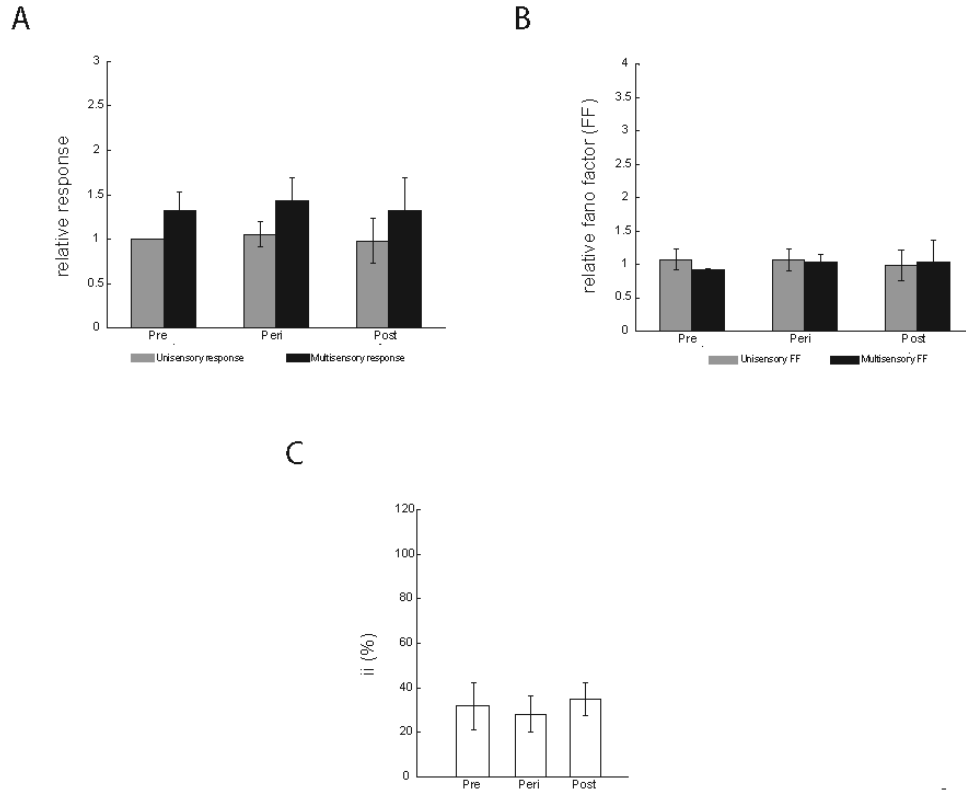 A
3
2.5
2
1.5
1
0.5
0
relative response
Pre Peri Post
Unisensory response Multisensory response
B
4
3.5
3
2.5
2
1.5
1
0.5
0
relative fano factor (FF)
Pre Peri Post
Unisensory FF Multisensory FF
C
120
100
80
60
40
20
0
ii (%)
Pre Peri Post